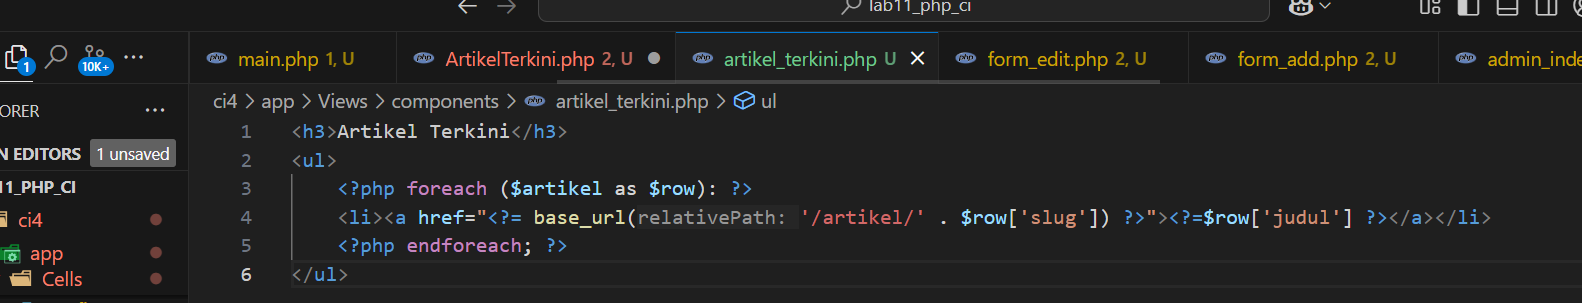 lab11_php_ci
1
10K+
main.php 1, U
ArtikelTerkini.php 2, U
artikel_terkini.php U
form_edit.php 2, U
form_add.php 2, U
admin_inde
ORER
ci4 > app > Views > components > artikel_terkini.php > ul
N EDITORS 1 unsaved
11_PHP_CI
ci4
app
Cells
1 <h3>Artikel Terkini</h3>
2 <ul>
3 <?php foreach ($artikel as $row): ?>
4 <li><a href="<?= base_url(relativePath: '/artikel/' . $row['slug']) ?>"><?=$row['judul'] ?></a></li>
5 <?php endforeach; ?>
6 </ul>